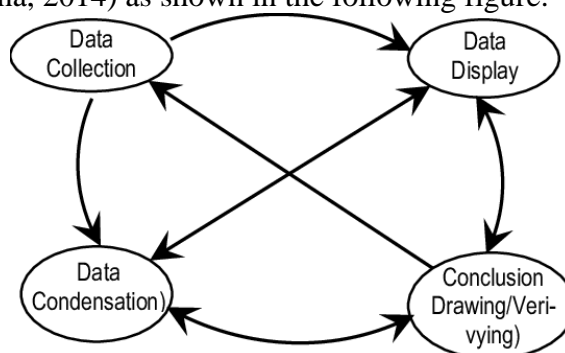 na, 2014) as shown in the following figure.
Data
Collection
Data
Display
Data
Condensation)
Conclusion
Drawing/Veri-
vying)